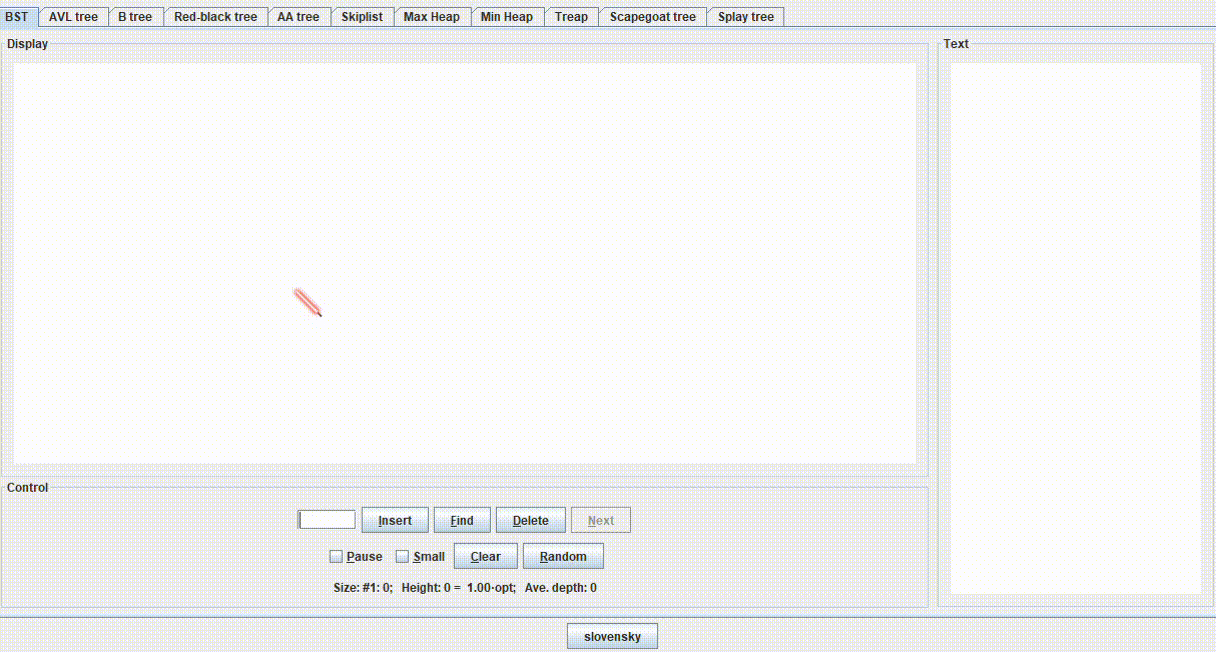 BST AVL tree B tree Red-black tree AA tree Skiplist Max Heap Min Heap Treap Scapegoat tree Splay tree
Display
Text
Control
Insert Find Delete Next
Pause Small Clear Random
Size: #1: 0; Height: 0 = 1.00·opt; Ave. depth: 0
slovensky